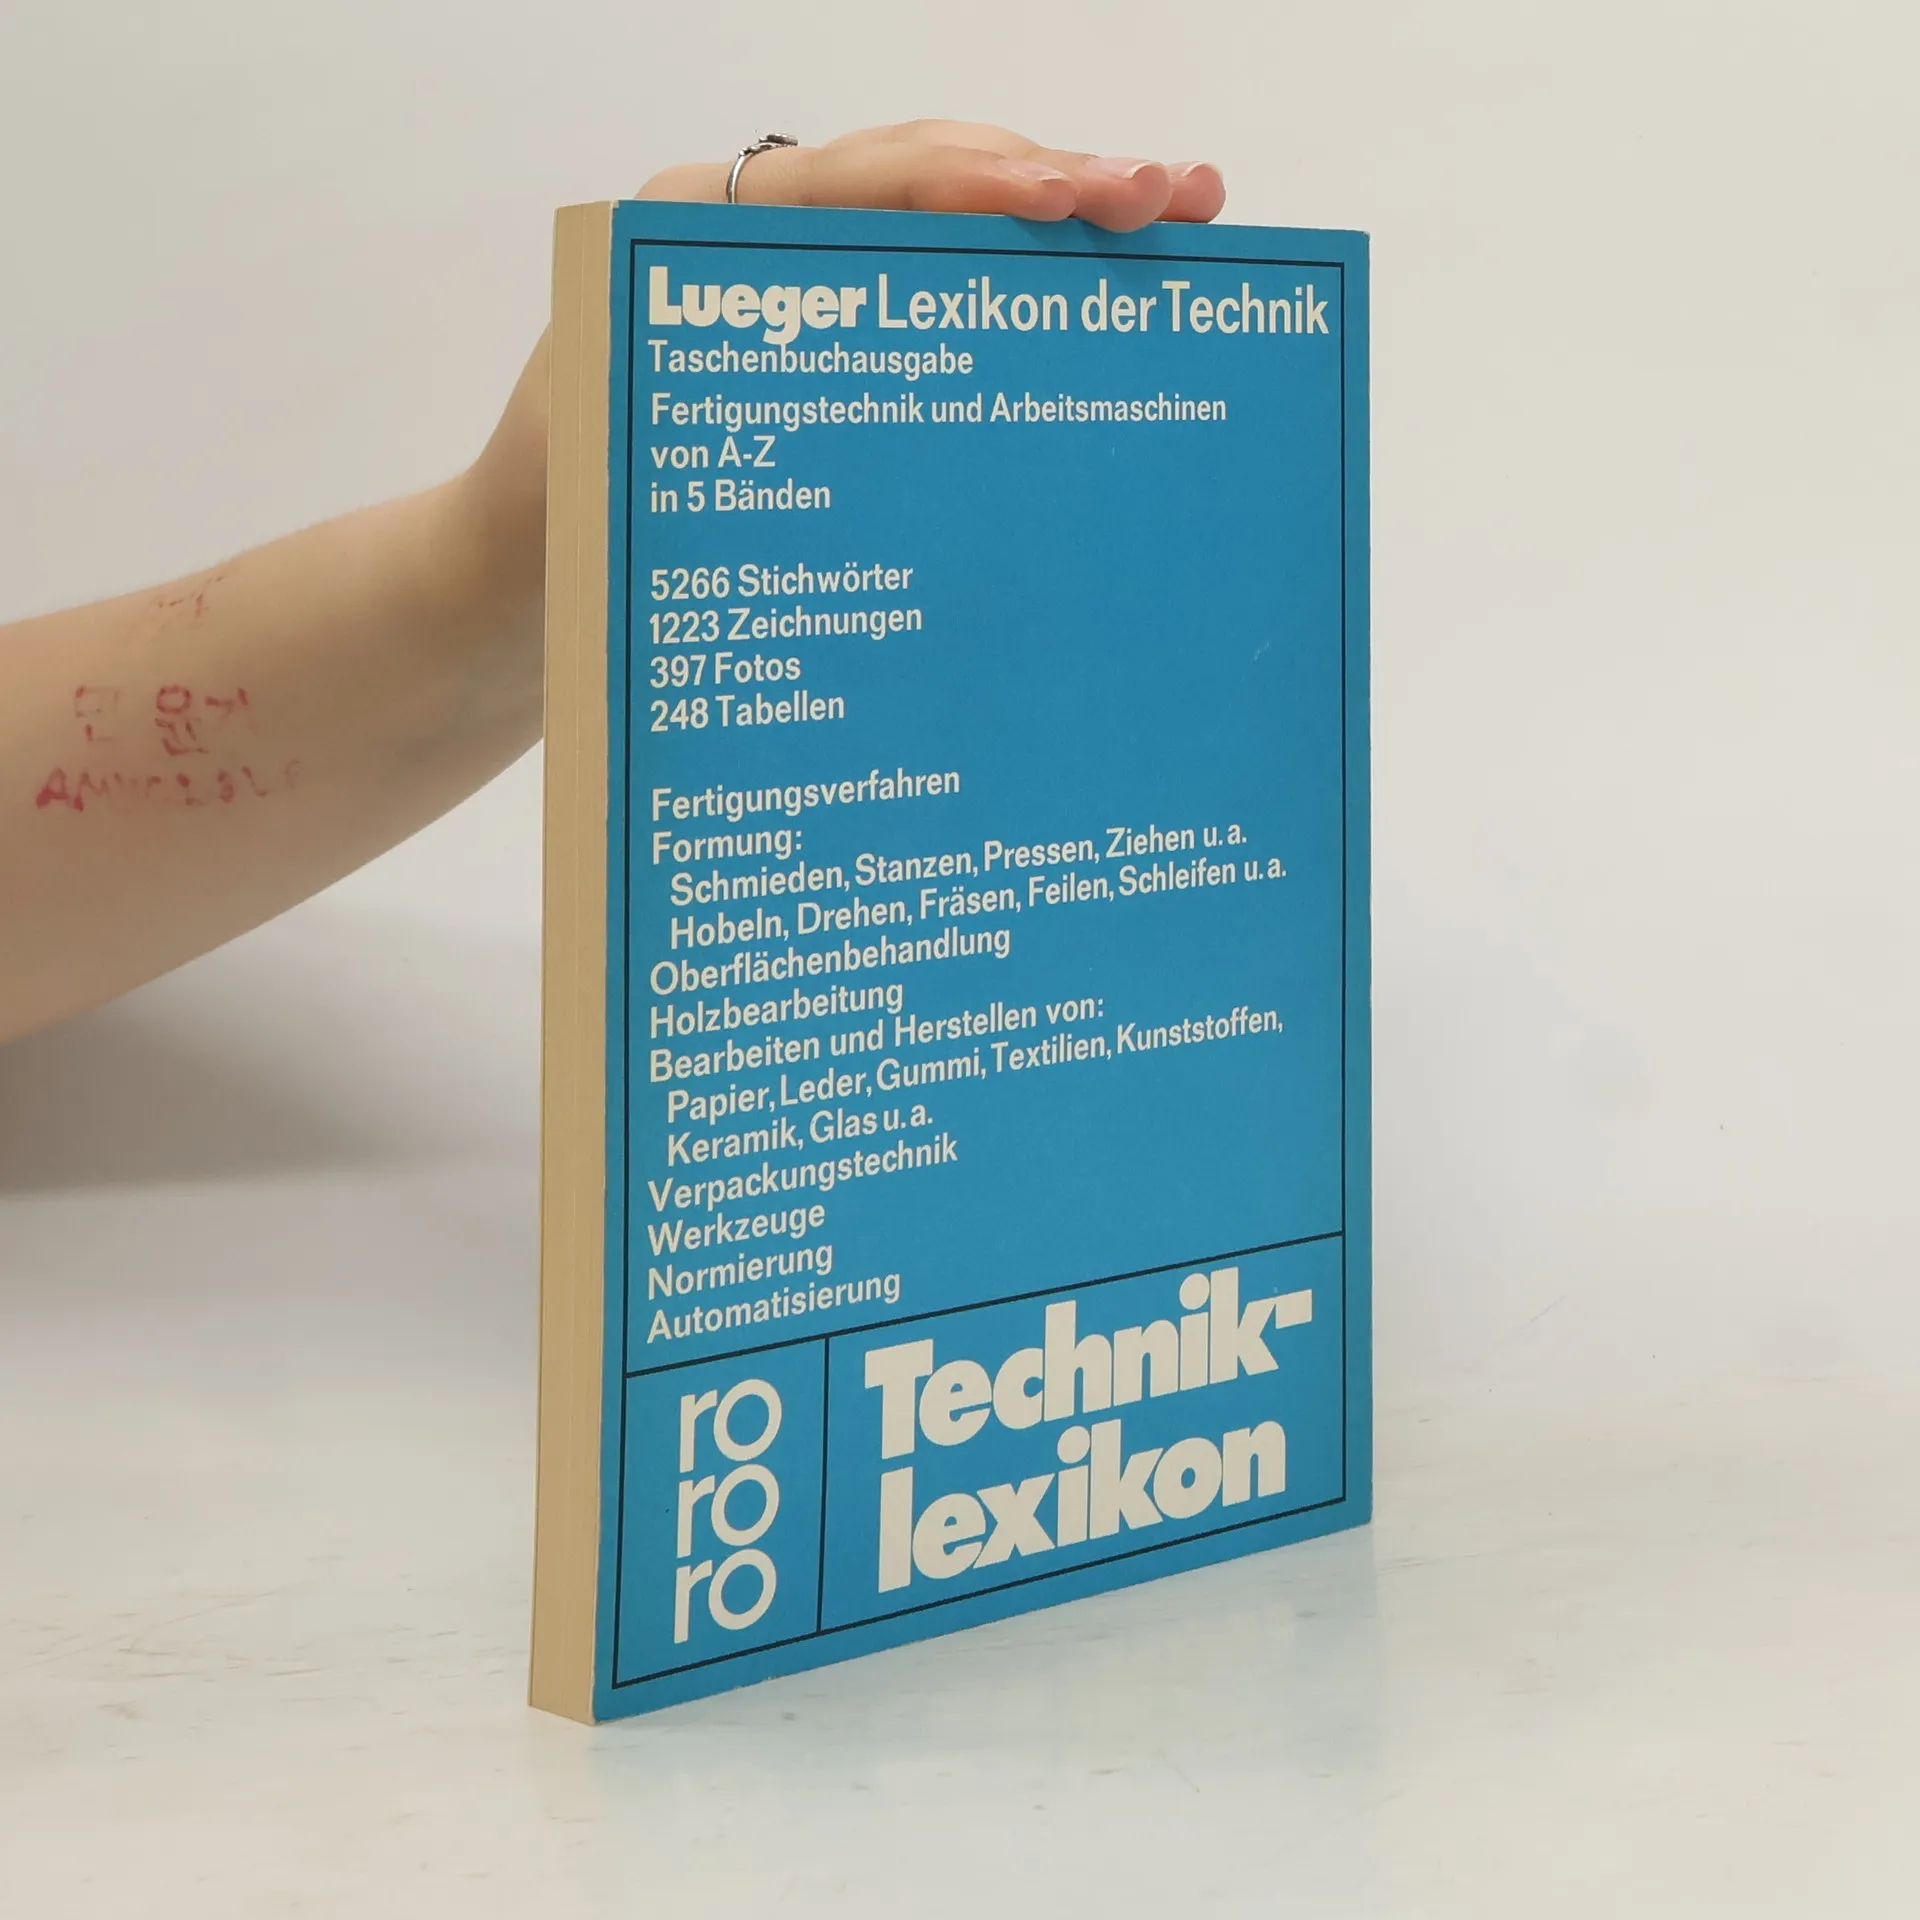 Lueger Lexikon der Technik
Taschenbuchausgabe
Fertigungstechnik und Arbeitsmaschinen
von A-Z
in 5 Bänden
5266 Stichwörter
1223 Zeichnungen
397 Fotos
248 Tabellen
Fertigungsverfahren
Formung:
Schmieden, Stanzen, Pressen, Ziehen u. a.
Hobeln, Drehen, Fräsen, Feilen, Schleifen u. a.
Oberflächenbehandlung
Holzbearbeitung
Bearbeiten und Herstellen von:
Papier, Leder, Gummi, Textilien, Kunststoffen,
Keramik, Glas u. a.
Verpackungstechnik
Werkzeuge
Normierung
Automatisierung
ro
ro
ro
Technik-
lexikon